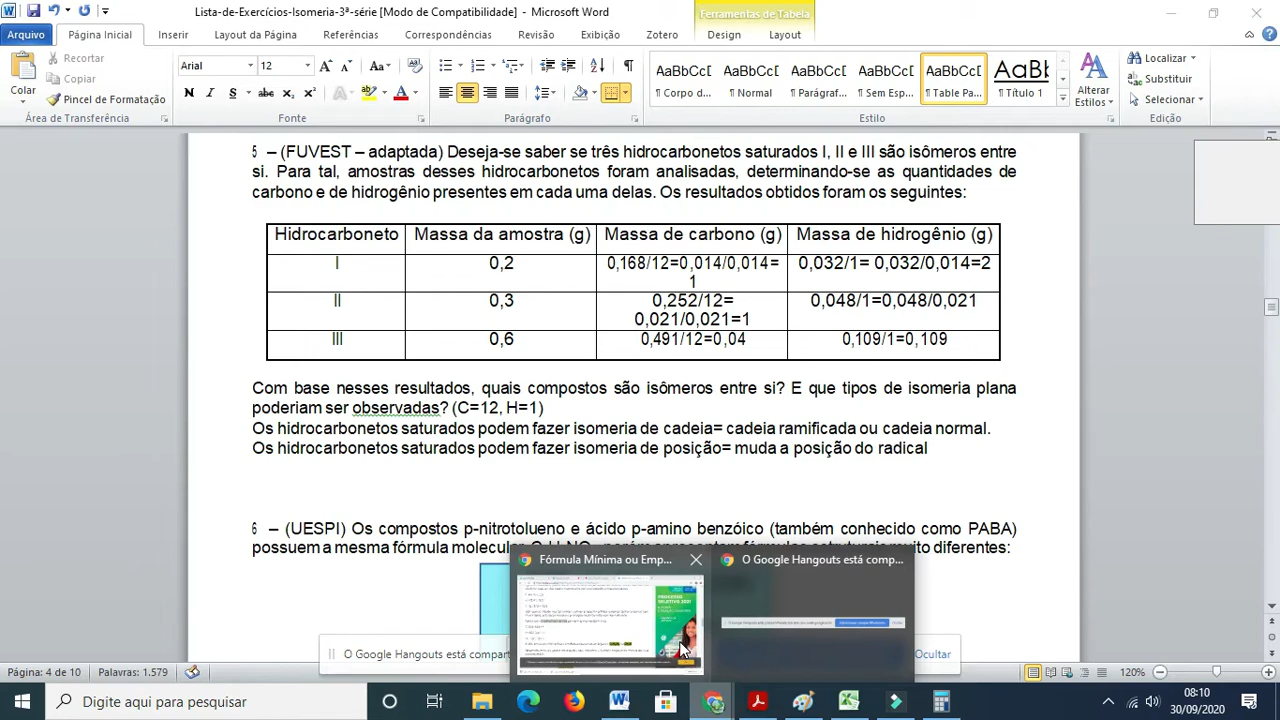 Lista-de-Exercícios-Isomeria-3ª-série [Modo de Compatibilidade] - Microsoft Word
Ferramentas de Tabela
Arquivo Página Inicial Inserir Layout da Página Referências Correspondências Revisão Exibição Zotero Design Layout
Recortar
Copiar
Colar
Pincel de Formatação
Área de Transferência
Arial 12
Fonte
Parágrafo
AaBbCcD AaBbCcD AaBbCcD AaBbCcD AaBbCcD AaBb
¶ Corpo d... ¶ Normal ¶ Parágraf... ¶ Sem Esp... ¶ Table Pa... ¶ Título 1
Alterar Estilos
Estilo
Localizar
Substituir
Selecionar
Edição
5 – (FUVEST – adaptada) Deseja-se saber se três hidrocarbonetos saturados I, II e III são isômeros entre
si. Para tal, amostras desses hidrocarbonetos foram analisadas, determinando-se as quantidades de
carbono e de hidrogênio presentes em cada uma delas. Os resultados obtidos foram os seguintes:
Hidrocarboneto Massa da amostra (g) Massa de carbono (g) Massa de hidrogênio (g)
I 0,2 0,168/12=0,014/0,014= 0,032/1= 0,032/0,014=2
1
II 0,3 0,252/12= 0,048/1=0,048/0,021
0,021/0,021=1
III 0,6 0,491/12=0,04 0,109/1=0,109
Com base nesses resultados, quais compostos são isômeros entre si? E que tipos de isomeria plana
poderiam ser observadas? (C=12, H=1)
Os hidrocarbonetos saturados podem fazer isomeria de cadeia= cadeia ramificada ou cadeia normal.
Os hidrocarbonetos saturados podem fazer isomeria de posição= muda a posição do radical
6 – (UESPI) Os compostos p-nitrotolueno e ácido p-amino benzóico (também conhecido como PABA)
possuem a mesma fórmula molecular, muito diferentes:
Fórmula Mínima ou Emp...
O Google Hangouts está comp...
PROCESSO SELETIVO 2021
O Google Hangouts está compart
Ocultar
Página: 4 de 10 Palavras: 1.579
120%
Digite aqui para pesquisar
08:10
30/09/2020